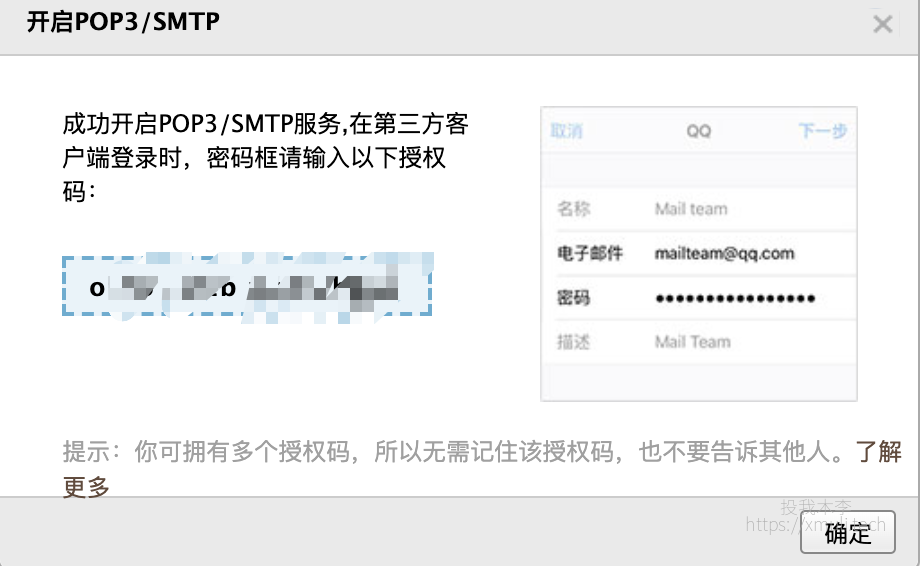 开启POP3/SMTP
成功开启POP3/SMTP服务,在第三方客
户端登录时，密码框请输入以下授权
码：
取消 QQ 下一步
名称 Mail team
电子邮件 mailteam@qq.com
密码 ●●●●●●●●●●●●●●●●
描述 Mail Team
提示：你可拥有多个授权码，所以无需记住该授权码，也不要告诉其他人。了解
更多
投我木李
确定